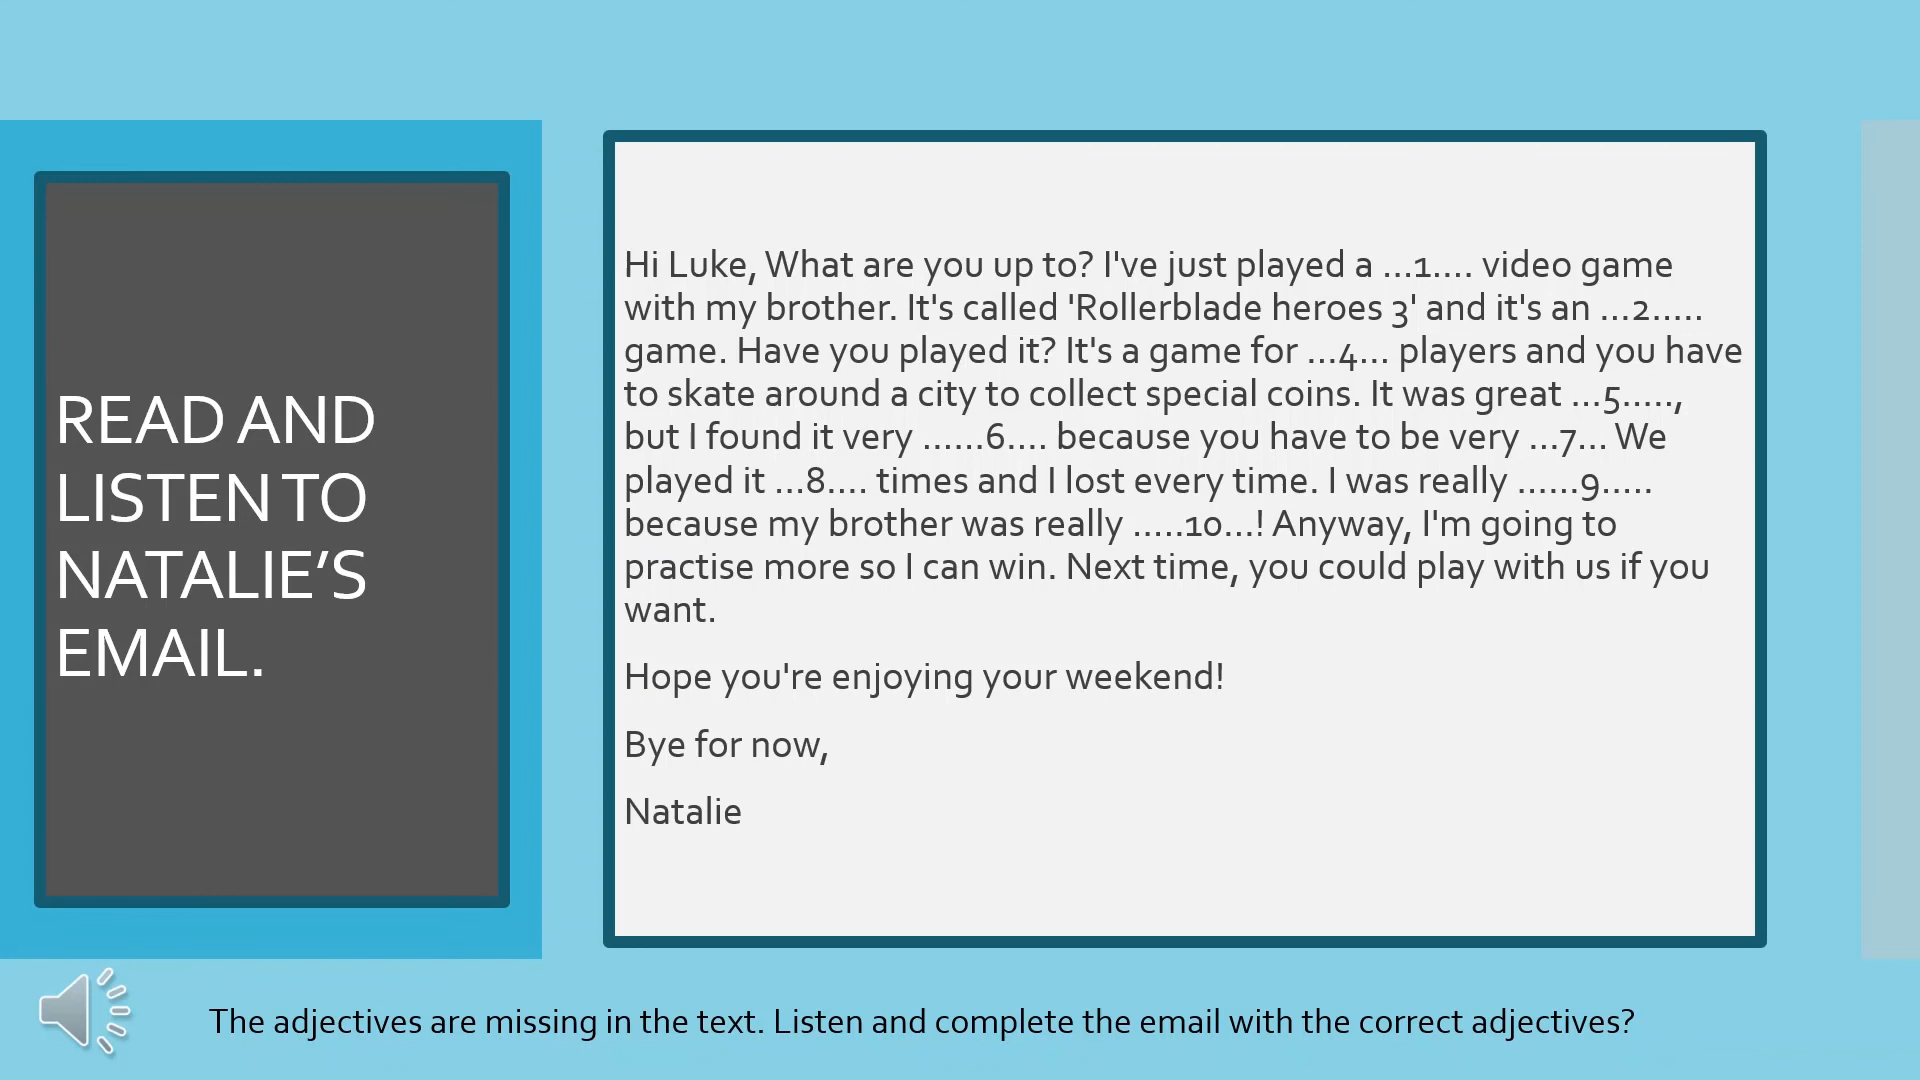 READ AND
LISTEN TO
NATALIE’S
EMAIL.
Hi Luke, What are you up to? I've just played a ...1.... video game
with my brother. It's called 'Rollerblade heroes 3' and it's an ...2.....
game. Have you played it? It's a game for ...4... players and you have
to skate around a city to collect special coins. It was great ...5.....,
but I found it very ......6.... because you have to be very ...7... We
played it ...8.... times and I lost every time. I was really ......9.....
because my brother was really .....10...! Anyway, I'm going to
practise more so I can win. Next time, you could play with us if you
want.
Hope you're enjoying your weekend!
Bye for now,
Natalie
The adjectives are missing in the text. Listen and complete the email with the correct adjectives?